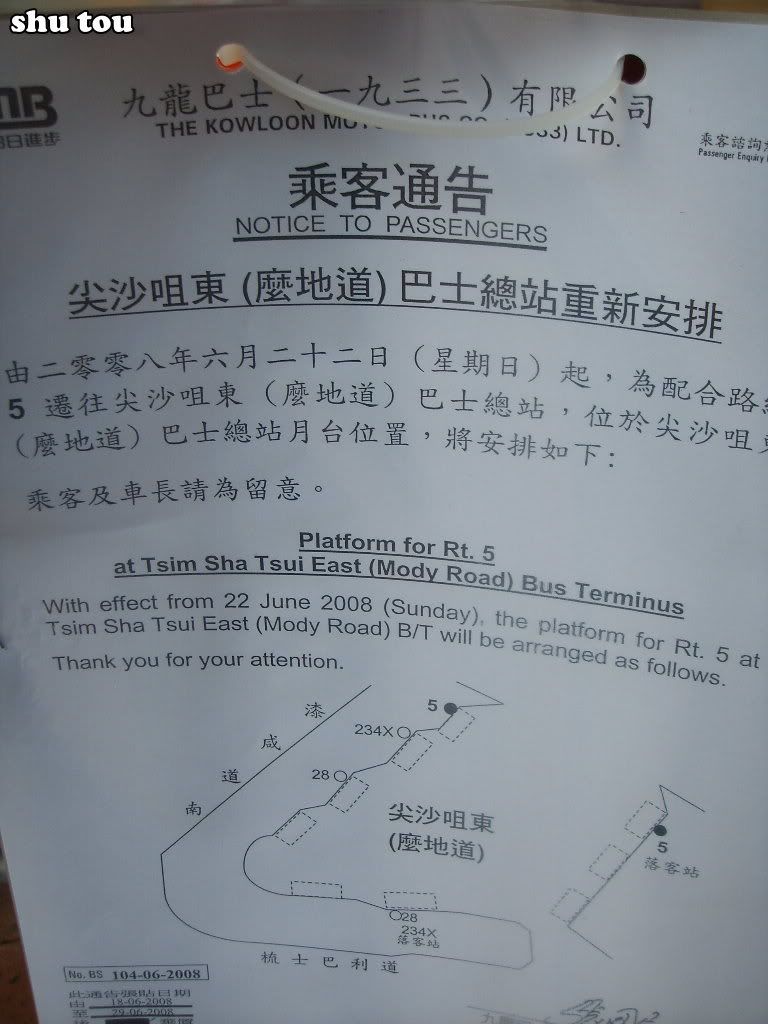 shu tou
九龍巴士（一九三三）有限公司
THE KOWLOON LTD.
乘客諮詢
Passenger Enquiry
乘客通告
NOTICE TO PASSENGERS
尖沙咀東 (麼地道) 巴士總站重新安排
由二零零八年六月二十二日（星期日）起，為配合路
5 遷往尖沙咀東（麼地道）巴士總站，位於尖沙咀
（麼地道）巴士總站月台位置，將安排如下:
乘客及車長請為留意。
Platform for Rt. 5
at Tsim Sha Tsui East (Mody Road) Bus Terminus
With effect from 22 June 2008 (Sunday), the platform for Rt. 5 at
Tsim Sha Tsui East (Mody Road) B/T will be arranged as follows.
Thank you for your attention.
漆咸道南
5
234X
28
尖沙咀東
(麼地道)
5
落客站
28
234X
落客站
梳士巴利道
No. BS 104-06-2008
此通告張貼日期
由 18-06-2008
至 29-06-2008